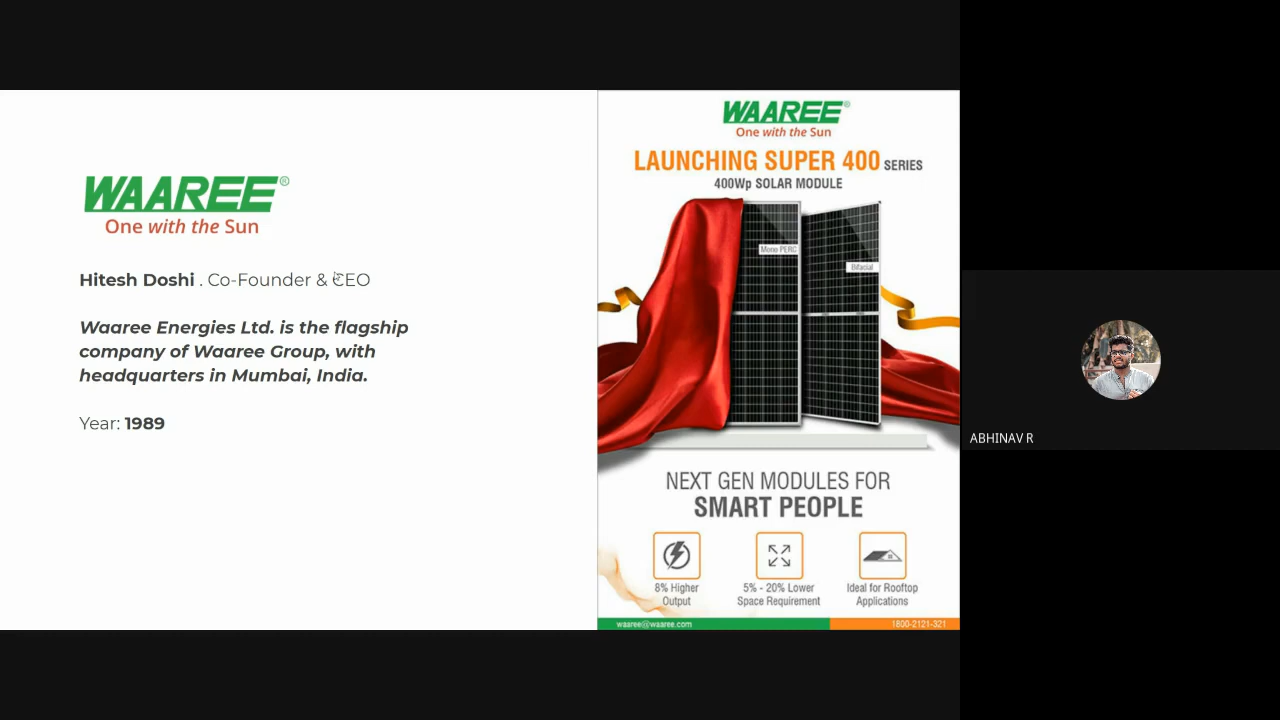 WAAREE®
One with the Sun
Hitesh Doshi . Co-Founder & CEO
Waaree Energies Ltd. is the flagship
company of Waaree Group, with
headquarters in Mumbai, India.
Year: 1989
WAAREE®
One with the Sun
LAUNCHING SUPER 400 SERIES
400Wp SOLAR MODULE
Mono PERC
Bifacial
NEXT GEN MODULES FOR
SMART PEOPLE
8% Higher
Output
5% - 20% Lower
Space Requirement
Ideal for Rooftop
Applications
waaree@waaree.com
1800-2121-321
ABHINAV R